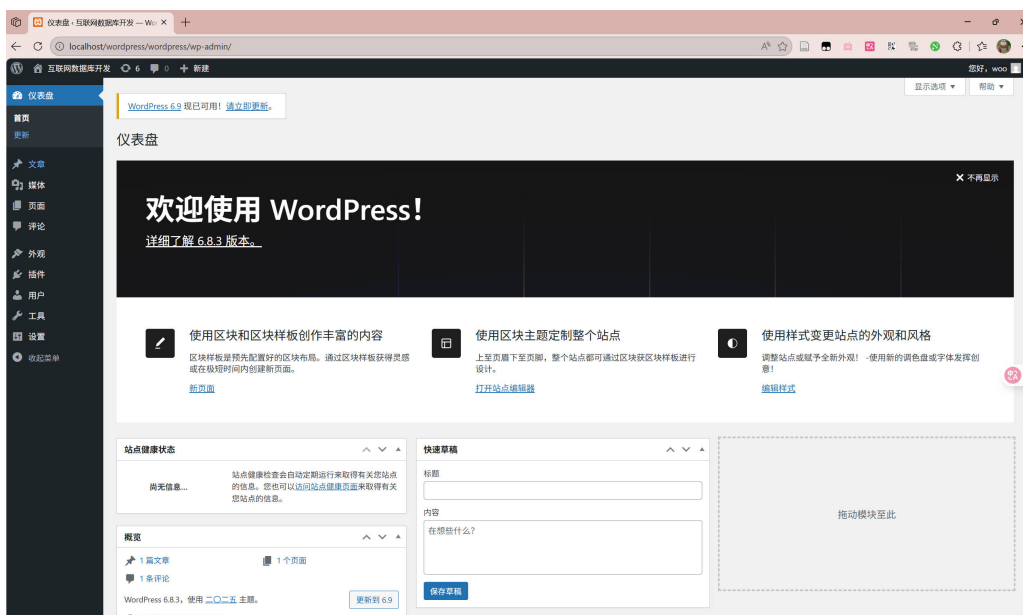 仪表盘 ‹ 互联网数据库开发 — Wo
localhost/wordpress/wordpress/wp-admin/
互联网数据库开发 6 0 新建
您好，woo
仪表盘
首页
更新
文章
媒体
页面
评论
外观
插件
用户
工具
设置
收起菜单
显示选项
帮助
WordPress 6.9 现已可用！请立即更新。
仪表盘
不再显示
欢迎使用 WordPress！
详细了解 6.8.3 版本。
使用区块和区块样板创作丰富的内容
区块样板是预先配置好的区块布局。通过区块样板获得灵感
或在极短时间内创建新页面。
新页面
使用区块主题定制整个站点
上至页眉下至页脚，整个站点都可通过区块获区块样板进行
设计。
打开站点编辑器
使用样式变更站点的外观和风格
调整站点或赋予全新外观！ -使用新的调色盘或字体发挥创
意！
编辑样式
站点健康状态
尚无信息...
站点健康检查会自动定期运行来取得有关您站点
的信息。您也可以访问站点健康页面来取得有关
您站点的信息。
概览
1 篇文章
1 个页面
1 条评论
WordPress 6.8.3，使用 二〇二五 主题。
更新到 6.9
快速草稿
标题
内容
在想些什么？
保存草稿
拖动模块至此